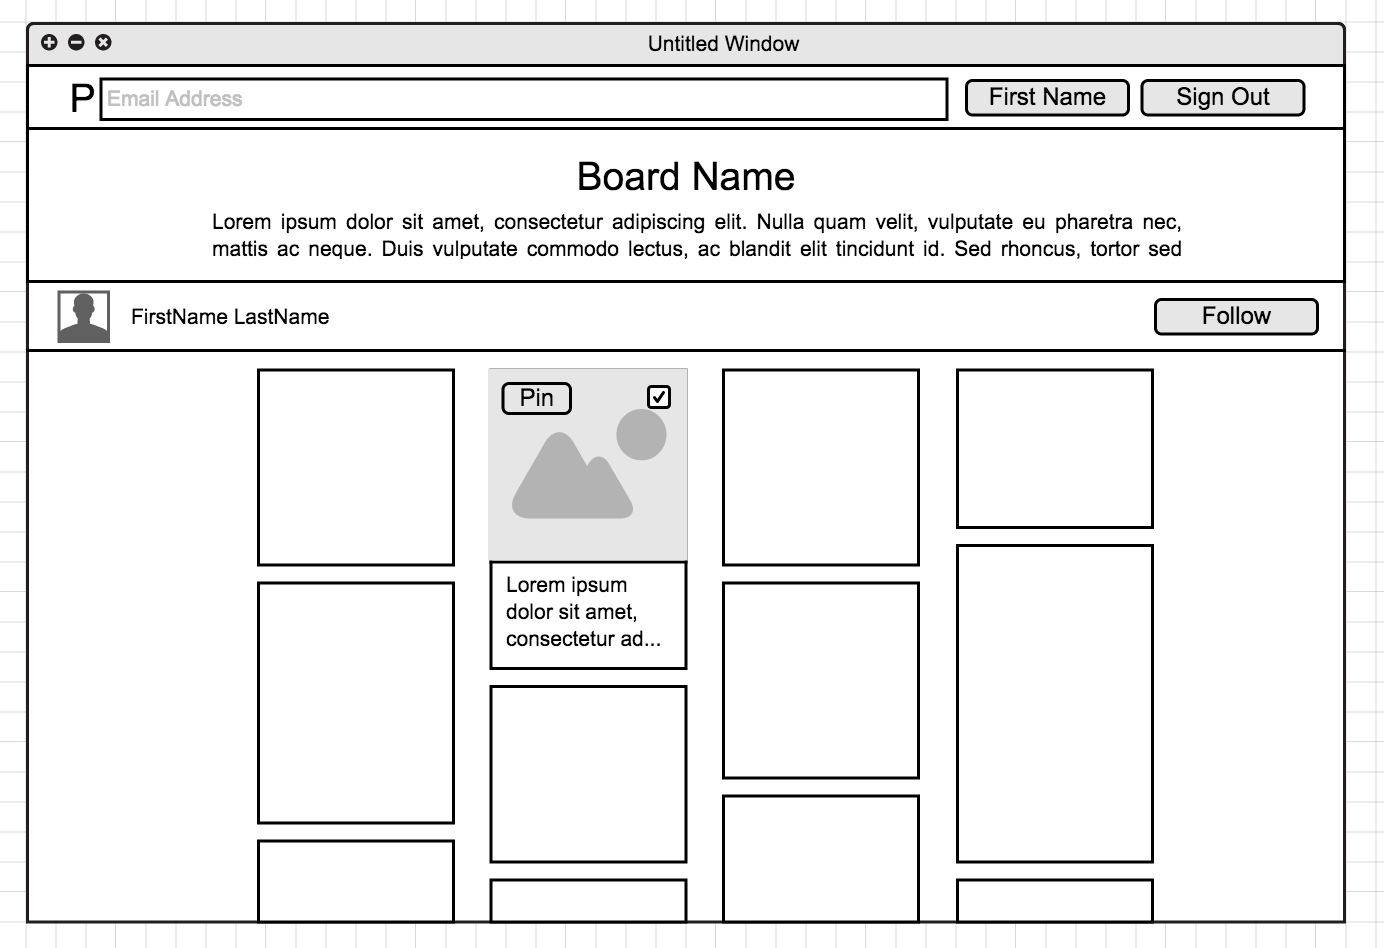 Untitled Window
P
Email Address
First Name
Sign Out
Board Name
Lorem ipsum dolor sit amet, consectetur adipiscing elit. Nulla quam velit, vulputate eu pharetra nec,
mattis ac neque. Duis vulputate commodo lectus, ac blandit elit tincidunt id. Sed rhoncus, tortor sed
FirstName LastName
Follow
Pin
Lorem ipsum
dolor sit amet,
consectetur ad...